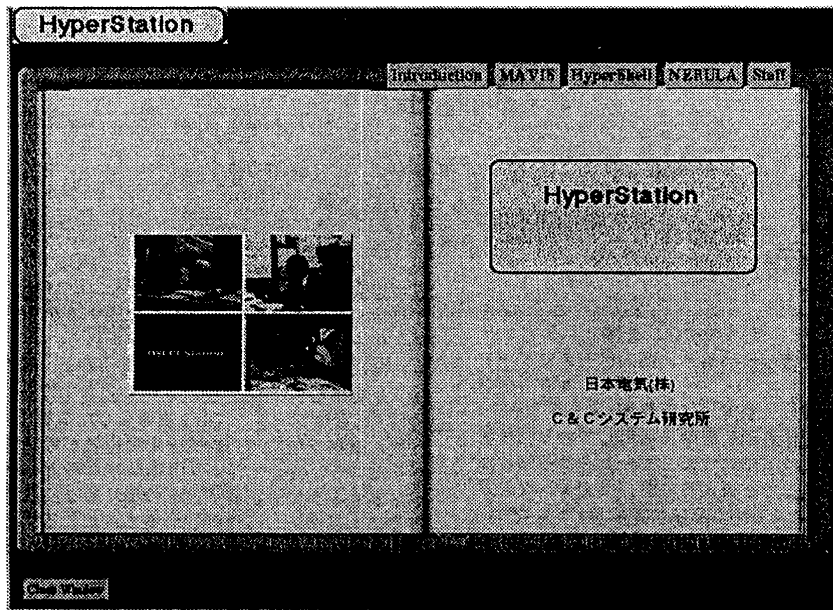 HyperStation
Introduction MAVIS HyperShell NEBULA Staff
HyperStation
日本電気(株)
C&Cシステム研究所